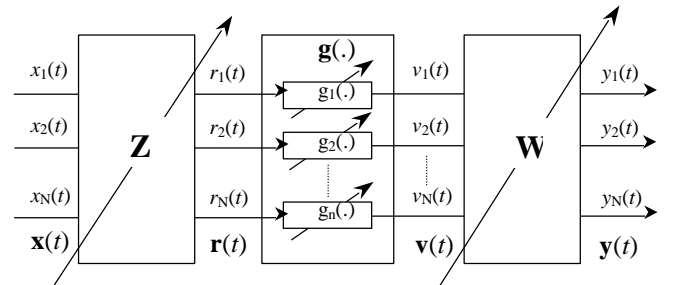 g(.)
x1(t) r1(t) g1(.) v1(t) y1(t)
x2(t) r2(t) g2(.) v2(t) y2(t)
Z W
xN(t) rN(t) gn(.) vN(t) yN(t)
x(t) r(t) v(t) y(t)